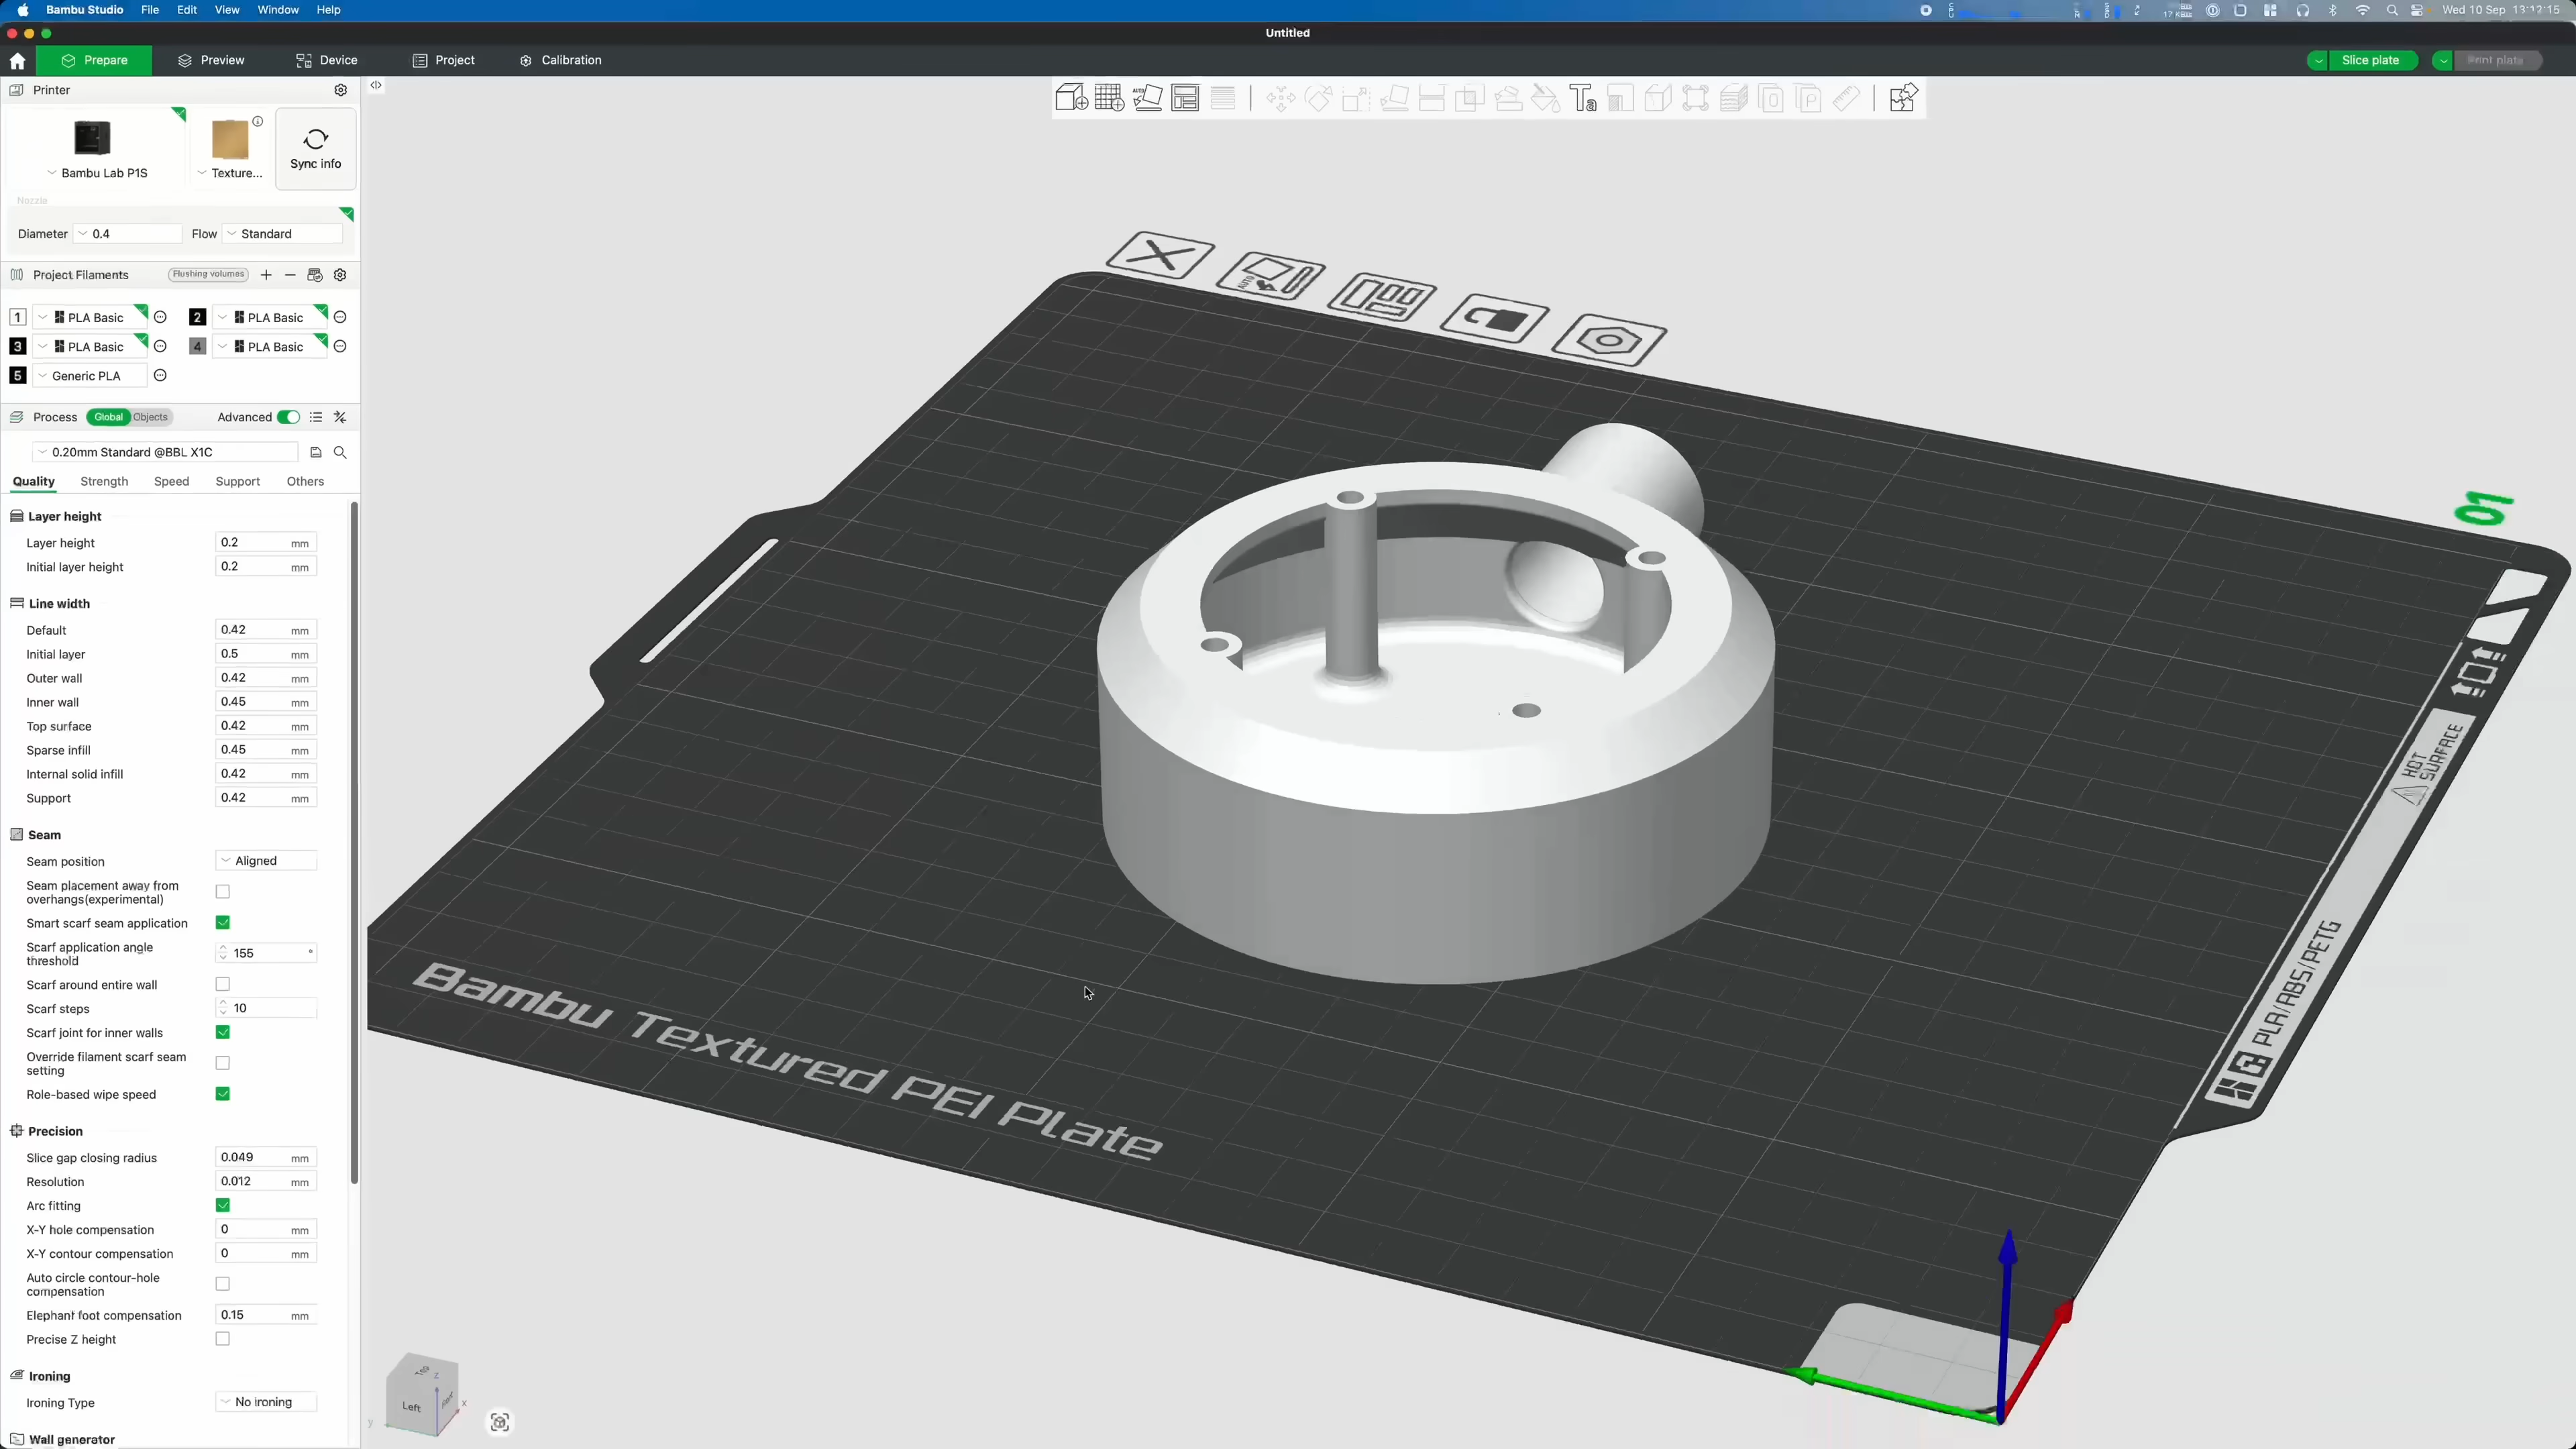 Bambu Studio File Edit View Window Help
Wed 10 Sep 13:12:15
Untitled
Prepare Preview Device Project Calibration
Slice plate Print plate
Printer
Bambu Lab P1S Texture... Sync info
Nozzle
Diameter 0.4 Flow Standard
Project Filaments Flushing volumes
1 PLA Basic 2 PLA Basic
3 PLA Basic 4 PLA Basic
5 Generic PLA
Process Global Objects Advanced
0.20mm Standard @BBL X1C
Quality Strength Speed Support Others
Layer height
Layer height 0.2 mm
Initial layer height 0.2 mm
Line width
Default 0.42 mm
Initial layer 0.5 mm
Outer wall 0.42 mm
Inner wall 0.45 mm
Top surface 0.42 mm
Sparse infill 0.45 mm
Internal solid infill 0.42 mm
Support 0.42 mm
Seam
Seam position Aligned
Seam placement away from
overhangs(experimental)
Smart scarf seam application
Scarf application angle
threshold 155 °
Scarf around entire wall
Scarf steps 10
Scarf joint for inner walls
Override filament scarf seam
setting
Role-based wipe speed
Precision
Slice gap closing radius 0.049 mm
Resolution 0.012 mm
Arc fitting
X-Y hole compensation 0 mm
X-Y contour compensation 0 mm
Auto circle contour-hole
compensation
Elephant foot compensation 0.15 mm
Precise Z height
Ironing
Ironing Type No ironing
Wall generator
AUTO
01
HOT
SURFACE
PLA/ABS/PETG
Bambu Textured PEI Plate
Top
Left
z
x
y